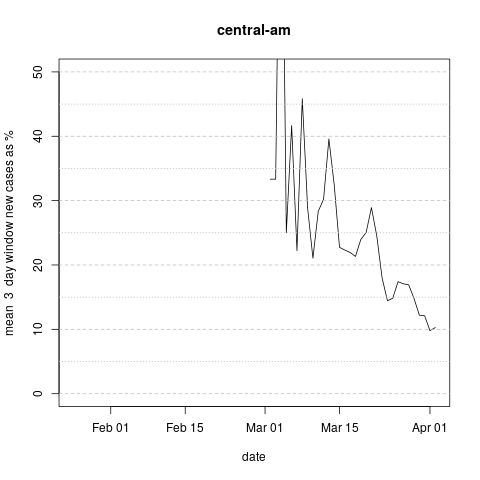 central-am
mean 3 day window new cases as %
50
40
30
20
10
0
Feb 01
Feb 15
Mar 01
Mar 15
Apr 01
date